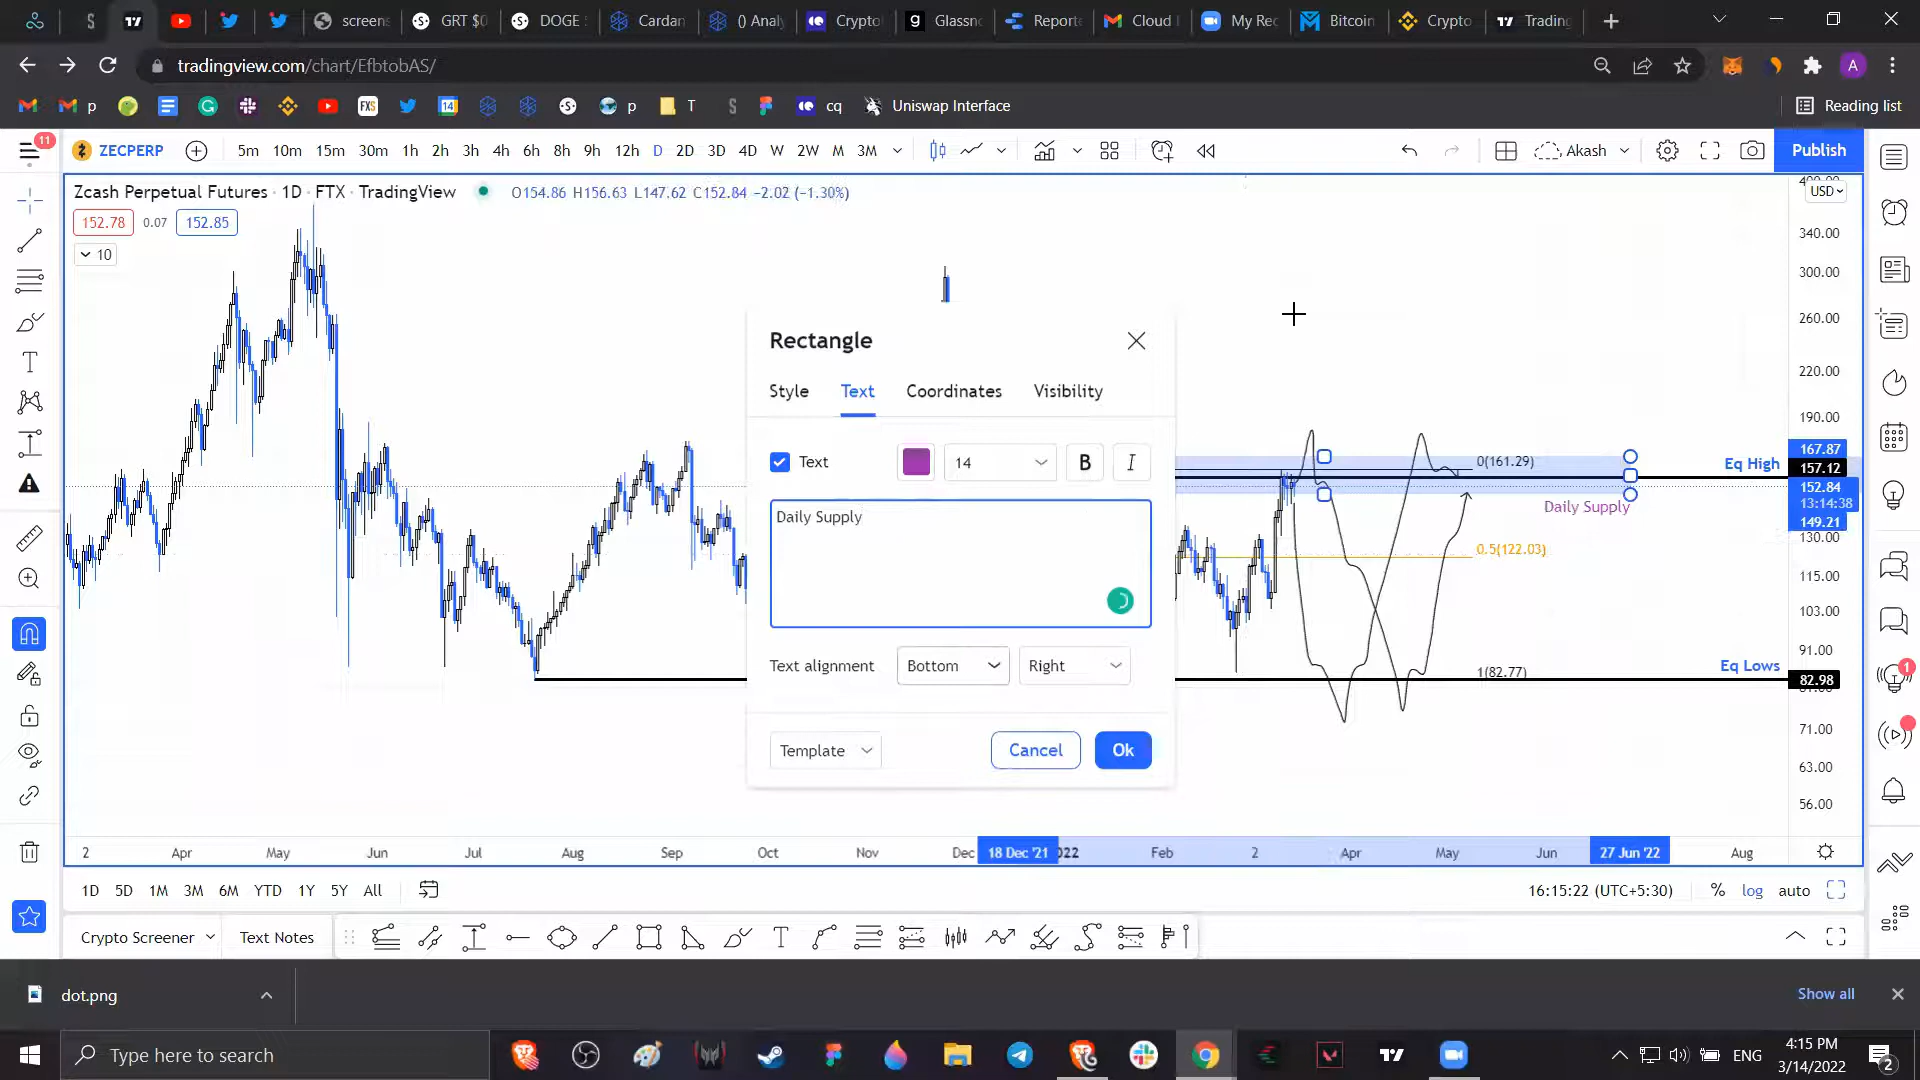 screens
GRT $0
DOGE
Cardan
() Analy
Crypto
Glassno
Reporte
Cloud
My Rec
Bitcoin
Crypto
Trading
tradingview.com/chart/EfbtobAS/
A
p
14
p
T
cq
Uniswap Interface
Reading list
11
ZECPERP
5m 10m 15m 30m 1h 2h 3h 4h 6h 8h 9h 12h D 2D 3D 4D W 2W M 3M
Akash
Publish
Zcash Perpetual Futures · 1D · FTX · TradingView
O154.86 H156.63 L147.62 C152.84 −2.02 (−1.30%)
152.78 0.07 152.85
10
400.00
USD
340.00
300.00
260.00
220.00
190.00
167.87
157.12
152.84
13:14:38
149.21
130.00
115.00
103.00
91.00
82.98
71.00
63.00
56.00
Eq High
0(161.29)
Daily Supply
0.5(122.03)
Eq Lows
1(82.77)
Rectangle
Style Text Coordinates Visibility
Text 14 B I
Daily Supply
Text alignment Bottom Right
Template Cancel Ok
2 Apr May Jun Jul Aug Sep Oct Nov Dec 18 Dec '21 2022 Feb 2 Apr May Jun 27 Jun '22 Aug
1D 5D 1M 3M 6M YTD 1Y 5Y All
16:15:22 (UTC+5:30) % log auto
Crypto Screener Text Notes
1
dot.png
Show all
Type here to search
ENG
4:15 PM
3/14/2022
2